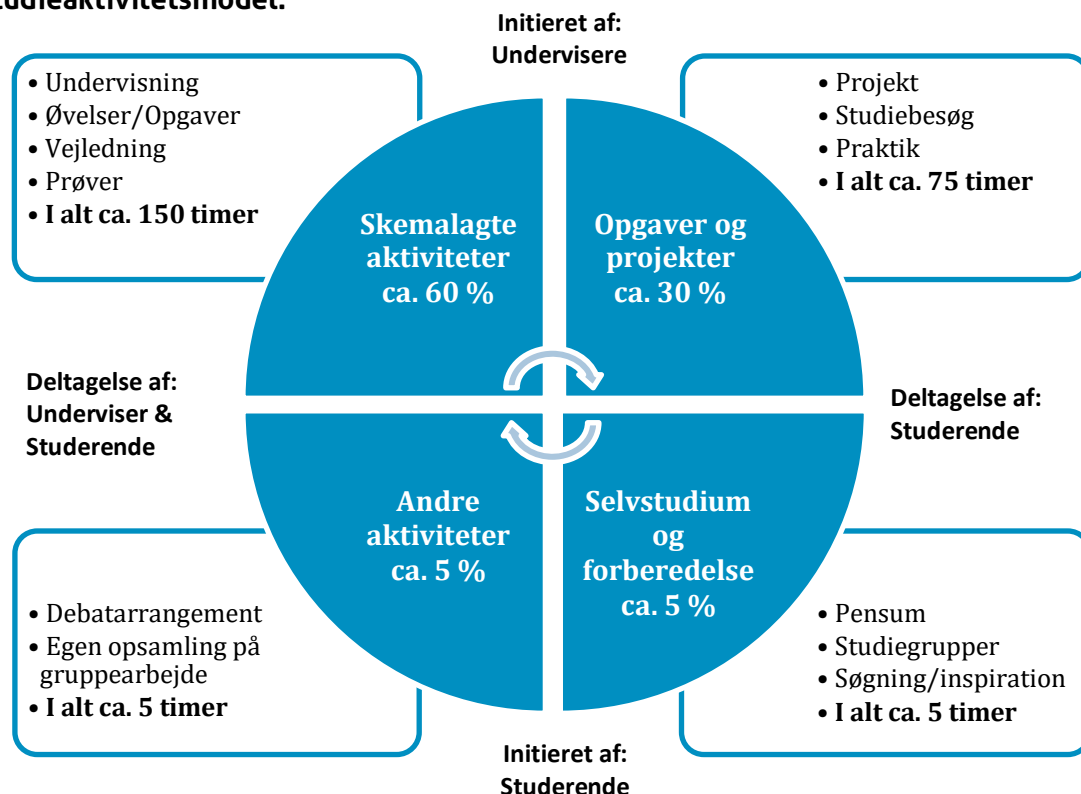 Initieret af:
Undervisere
• Undervisning
• Øvelser/Opgaver
• Vejledning
• Prøver
• I alt ca. 150 timer
• Projekt
• Studiebesøg
• Praktik
• I alt ca. 75 timer
Skemalagte
aktiviteter
ca. 60 %
Opgaver og
projekter
ca. 30 %
Deltagelse af:
Underviser &
Studerende
Deltagelse af:
Studerende
Andre
aktiviteter
ca. 5 %
Selvstudium
og
forberedelse
ca. 5 %
• Debatarrangement
• Egen opsamling på
gruppearbejde
• I alt ca. 5 timer
• Pensum
• Studiegrupper
• Søgning/inspiration
• I alt ca. 5 timer
Initieret af:
Studerende